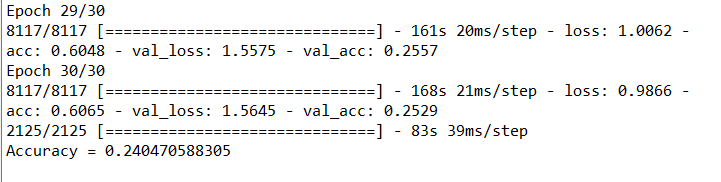 Epoch 29/30
8117/8117 [==============================] - 161s 20ms/step - loss: 1.0062 -
acc: 0.6048 - val_loss: 1.5575 - val_acc: 0.2557
Epoch 30/30
8117/8117 [==============================] - 168s 21ms/step - loss: 0.9866 -
acc: 0.6065 - val_loss: 1.5645 - val_acc: 0.2529
2125/2125 [==============================] - 83s 39ms/step
Accuracy = 0.240470588305